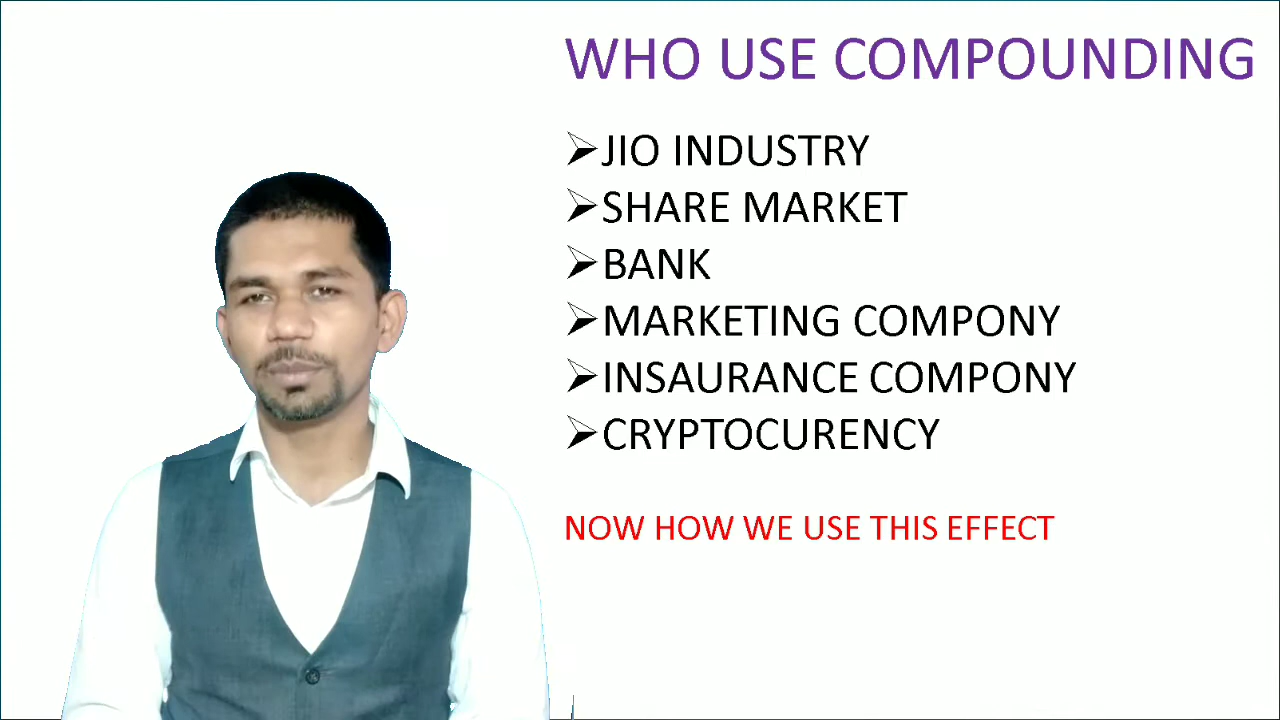 WHO USE COMPOUNDING
➢JIO INDUSTRY
➢SHARE MARKET
➢BANK
➢MARKETING COMPONY
➢INSAURANCE COMPONY
➢CRYPTOCURENCY
NOW HOW WE USE THIS EFFECT